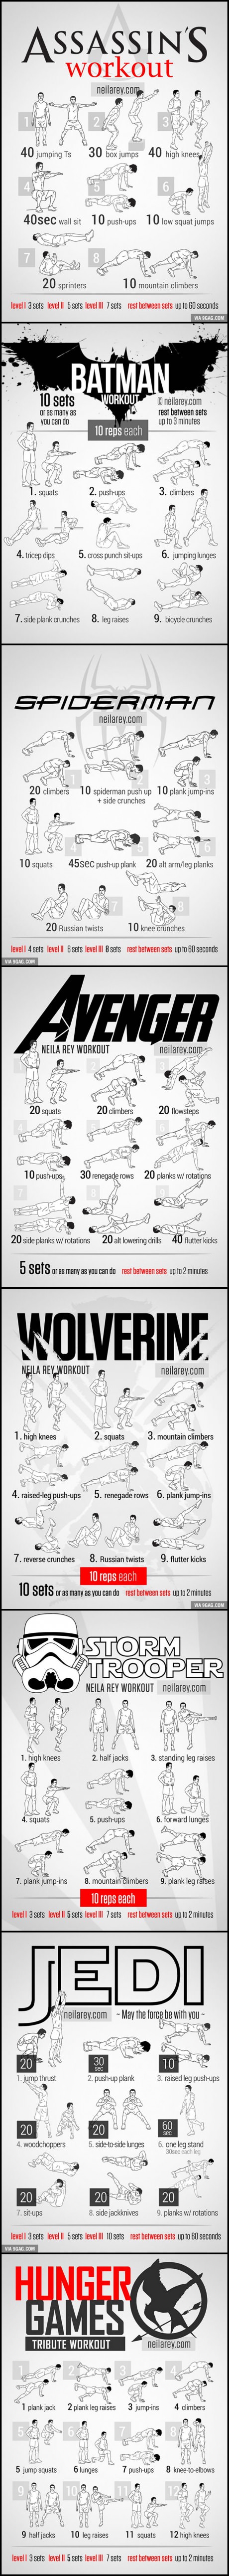 ASSASSIN'S
workout
neilarey.com
1 2 3
40 jumping Ts 30 box jumps 40 high knees
4 5 6
40sec wall sit 10 push-ups 10 low squat jumps
7 8
20 sprinters 10 mountain climbers
level I 3 sets level II 5 sets level III 7 sets rest between sets up to 60 seconds
VIA 9GAG.COM
BATMAN
WORKOUT
10 sets
or as many as
you can do
© neilarey.com
rest between sets
up to 3 minutes
10 reps each
1. squats 2. push-ups 3. climbers
4. tricep dips 5. cross punch sit-ups 6. jumping lunges
7. side plank crunches 8. leg raises 9. bicycle crunches
SPIDERMAN
neilarey.com
1 3
20 climbers 10 spiderman push up + side crunches 10 plank jump-ins
10 squats 45sec push-up plank 20 alt arm/leg planks
7
20 Russian twists 10 knee crunches
level I 4 sets level II 6 sets level III 8 sets rest between sets up to 60 seconds
VIA 9GAG.COM
AVENGER
NEILA REY WORKOUT neilarey.com
20 squats 20 climbers 20 flowsteps
10 push-ups 30 renegade rows 20 planks w/ rotations
20 side planks w/ rotations 20 alt lowering drills 40 flutter kicks
5 sets or as many as you can do rest between sets up to 2 minutes
WOLVERINE
NEILA REY WORKOUT neilarey.com
1. high knees 2. squats 3. mountain climbers
4. raised-leg push-ups 5. renegade rows 6. plank jump-ins
7. reverse crunches 8. Russian twists 9. flutter kicks
10 reps each
10 sets or as many as you can do rest between sets up to 2 minutes
VIA 9GAG.COM
STORM
TROOPER
NEILA REY WORKOUT neilarey.com
1. high knees 2. half jacks 3. standing leg raises
4. squats 5. push-ups 6. forward lunges
7. plank jump-ins 8. mountain climbers 9. plank leg raises
10 reps each
level I 3 sets level II 5 sets level III 7 sets rest between sets up to 2 minutes
JEDI
neilarey.com - May the force be with you -
20 30 sec 10
1. jump thrust 2. push-up plank 3. raised leg push-ups
20 20 60 sec
4. woodchoppers 5. side-to-side lunges 6. one leg stand
30sec each leg
20 20 20
7. sit-ups 8. side jackknives 9. planks w/ rotations
level I 3 sets level II 5 sets level III 10 sets rest between sets up to 60 seconds
VIA 9GAG.COM
HUNGER
GAMES
TRIBUTE WORKOUT neilarey.com
1 2 3 4
1 plank jack 2 plank leg raises 3 jump-ins 4 climbers
5 6 7 8
5 jump squats 6 lunges 7 push-ups 8 knee-to-elbows
9 10 11 12
9 half jacks 10 leg raises 11 squats 12 high knees
level I 3 sets level II 5 sets level III 7 sets rest between sets up to 2 minutes